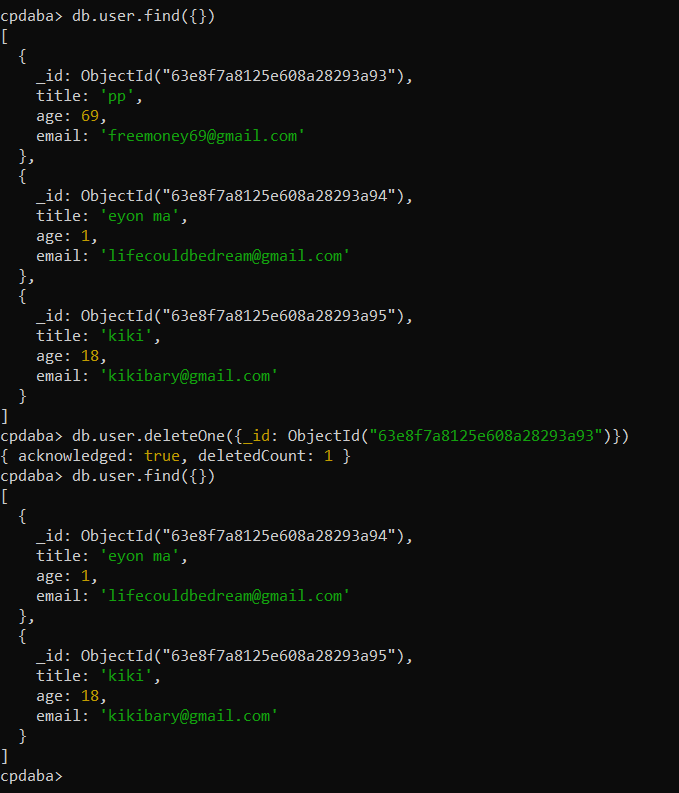 cpdaba> db.user.find({})
[
  {
    _id: ObjectId("63e8f7a8125e608a28293a93"),
    title: 'pp',
    age: 69,
    email: 'freemoney69@gmail.com'
  },
  {
    _id: ObjectId("63e8f7a8125e608a28293a94"),
    title: 'eyon ma',
    age: 1,
    email: 'lifecouldbedream@gmail.com'
  },
  {
    _id: ObjectId("63e8f7a8125e608a28293a95"),
    title: 'kiki',
    age: 18,
    email: 'kikibary@gmail.com'
  }
]
cpdaba> db.user.deleteOne({_id: ObjectId("63e8f7a8125e608a28293a93")})
{ acknowledged: true, deletedCount: 1 }
cpdaba> db.user.find({})
[
  {
    _id: ObjectId("63e8f7a8125e608a28293a94"),
    title: 'eyon ma',
    age: 1,
    email: 'lifecouldbedream@gmail.com'
  },
  {
    _id: ObjectId("63e8f7a8125e608a28293a95"),
    title: 'kiki',
    age: 18,
    email: 'kikibary@gmail.com'
  }
]
cpdaba>